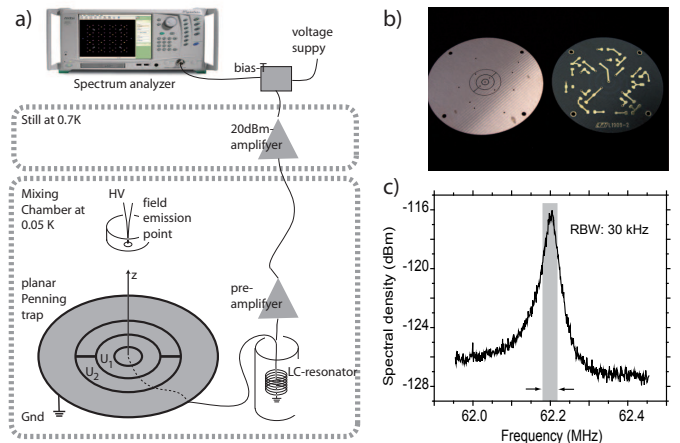 a)
Spectrum analyzer
bias-T
voltage
suppy
Still at 0.7K
20dBm-
amplifyer
Mixing
Chamber at
0.05 K
HV
field
emission
point
pre-
amplifyer
planar
Penning
trap
z
U1
U2
LC-resonator
Gnd
b)
c)
-116
-120
-124
-128
Spectral density (dBm)
RBW: 30 kHz
62.0
62.2
62.4
Frequency (MHz)